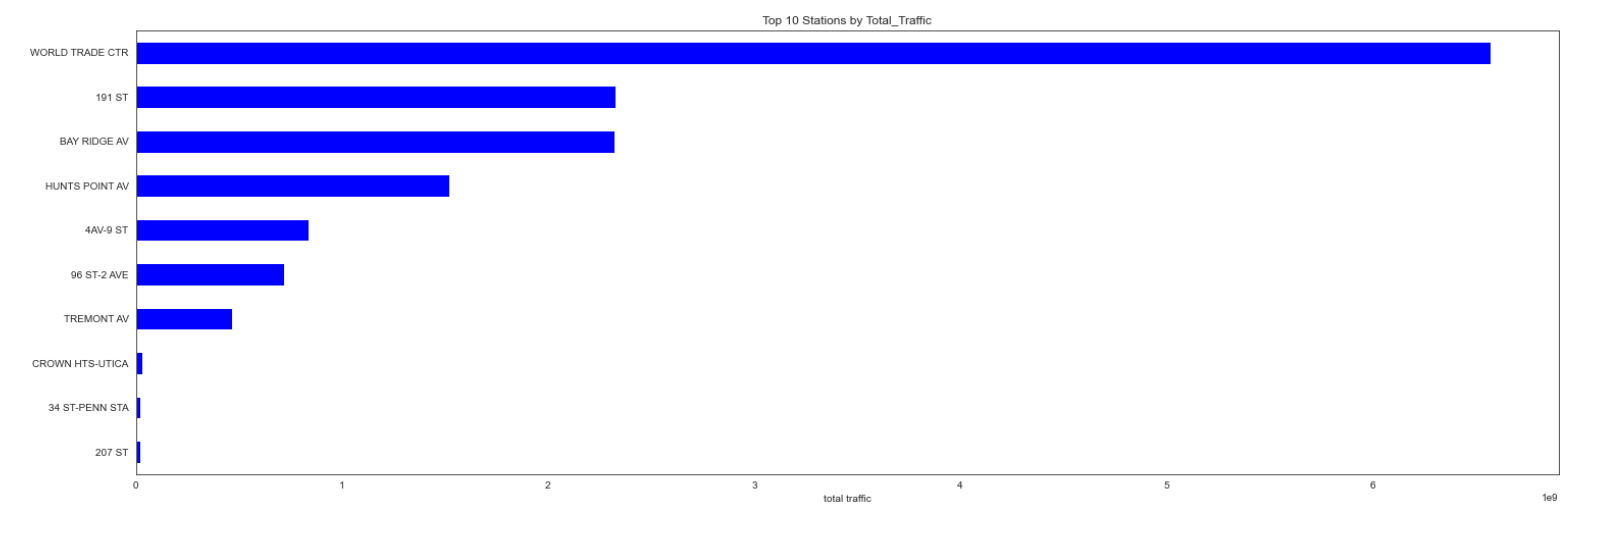 Top 10 Stations by Total_Traffic
WORLD TRADE CTR
191 ST
BAY RIDGE AV
HUNTS POINT AV
4AV-9 ST
96 ST-2 AVE
TREMONT AV
CROWN HTS-UTICA
34 ST-PENN STA
207 ST
0 1 2 3 4 5 6
total traffic
1e9